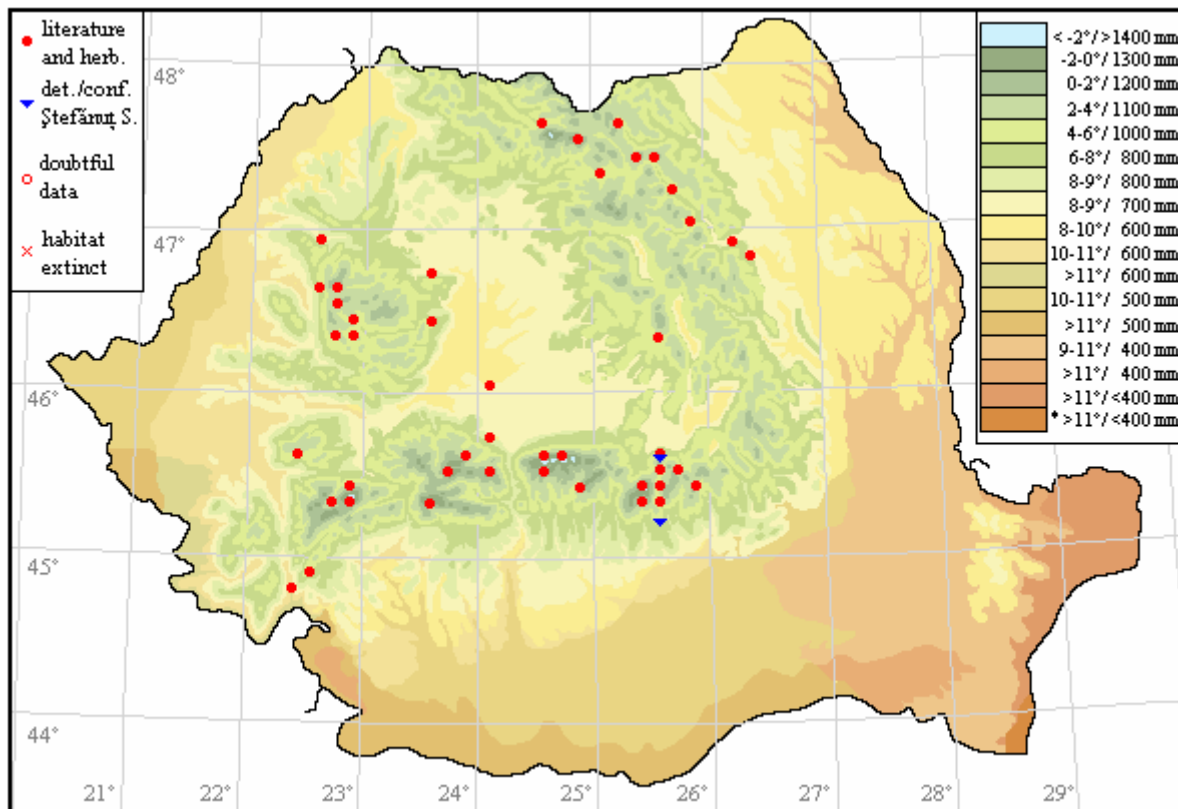 literature
and herb.
det./conf.
Ştefănuţ S.
doubtful
data
habitat
extinct
< -2°/>1400 mm
-2-0°/1300 mm
0-2°/1200 mm
2-4°/1100 mm
4-6°/1000 mm
6-8°/ 800 mm
8-9°/ 800 mm
8-9°/ 700 mm
8-10°/ 600 mm
10-11°/ 600 mm
>11°/ 600 mm
10-11°/ 500 mm
>11°/ 500 mm
9-11°/ 400 mm
>11°/ 400 mm
>11°/<400 mm
* >11°/<400 mm
48°
47°
46°
45°
44°
21°
22°
23°
24°
25°
26°
27°
28°
29°